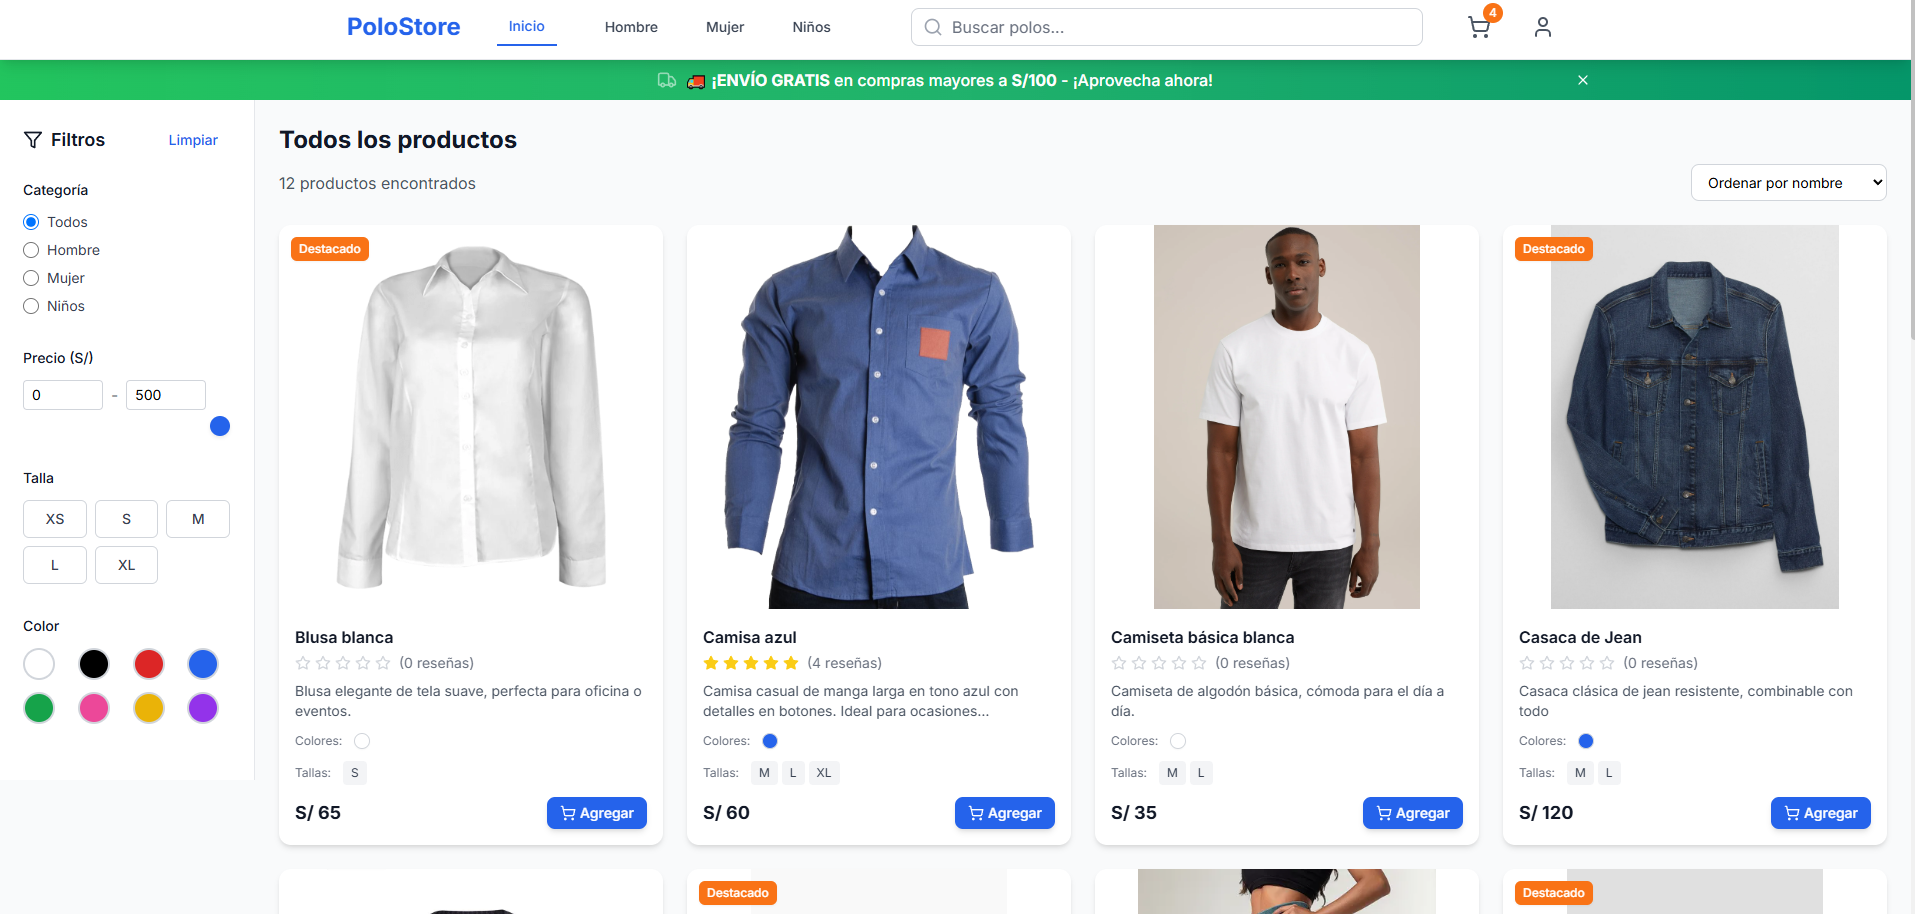 PoloStore
Inicio
Hombre
Mujer
Niños
Buscar polos...
4
🚚 ¡ENVÍO GRATIS en compras mayores a S/100 - ¡Aprovecha ahora!
Filtros
Limpiar
Categoría
Todos
Hombre
Mujer
Niños
Precio (S/)
0 - 500
Talla
XS S M
L XL
Color
Todos los productos
12 productos encontrados
Ordenar por nombre
Destacado
Blusa blanca
(0 reseñas)
Blusa elegante de tela suave, perfecta para oficina o
eventos.
Colores:
Tallas: S
S/ 65
Agregar
Camisa azul
(4 reseñas)
Camisa casual de manga larga en tono azul con
detalles en botones. Ideal para ocasiones...
Colores:
Tallas: M L XL
S/ 60
Agregar
Camiseta básica blanca
(0 reseñas)
Camiseta de algodón básica, cómoda para el día a
día.
Colores:
Tallas: M L
S/ 35
Agregar
Destacado
Casaca de Jean
(0 reseñas)
Casaca clásica de jean resistente, combinable con
todo
Colores:
Tallas: M L
S/ 120
Agregar
Destacado
Destacado